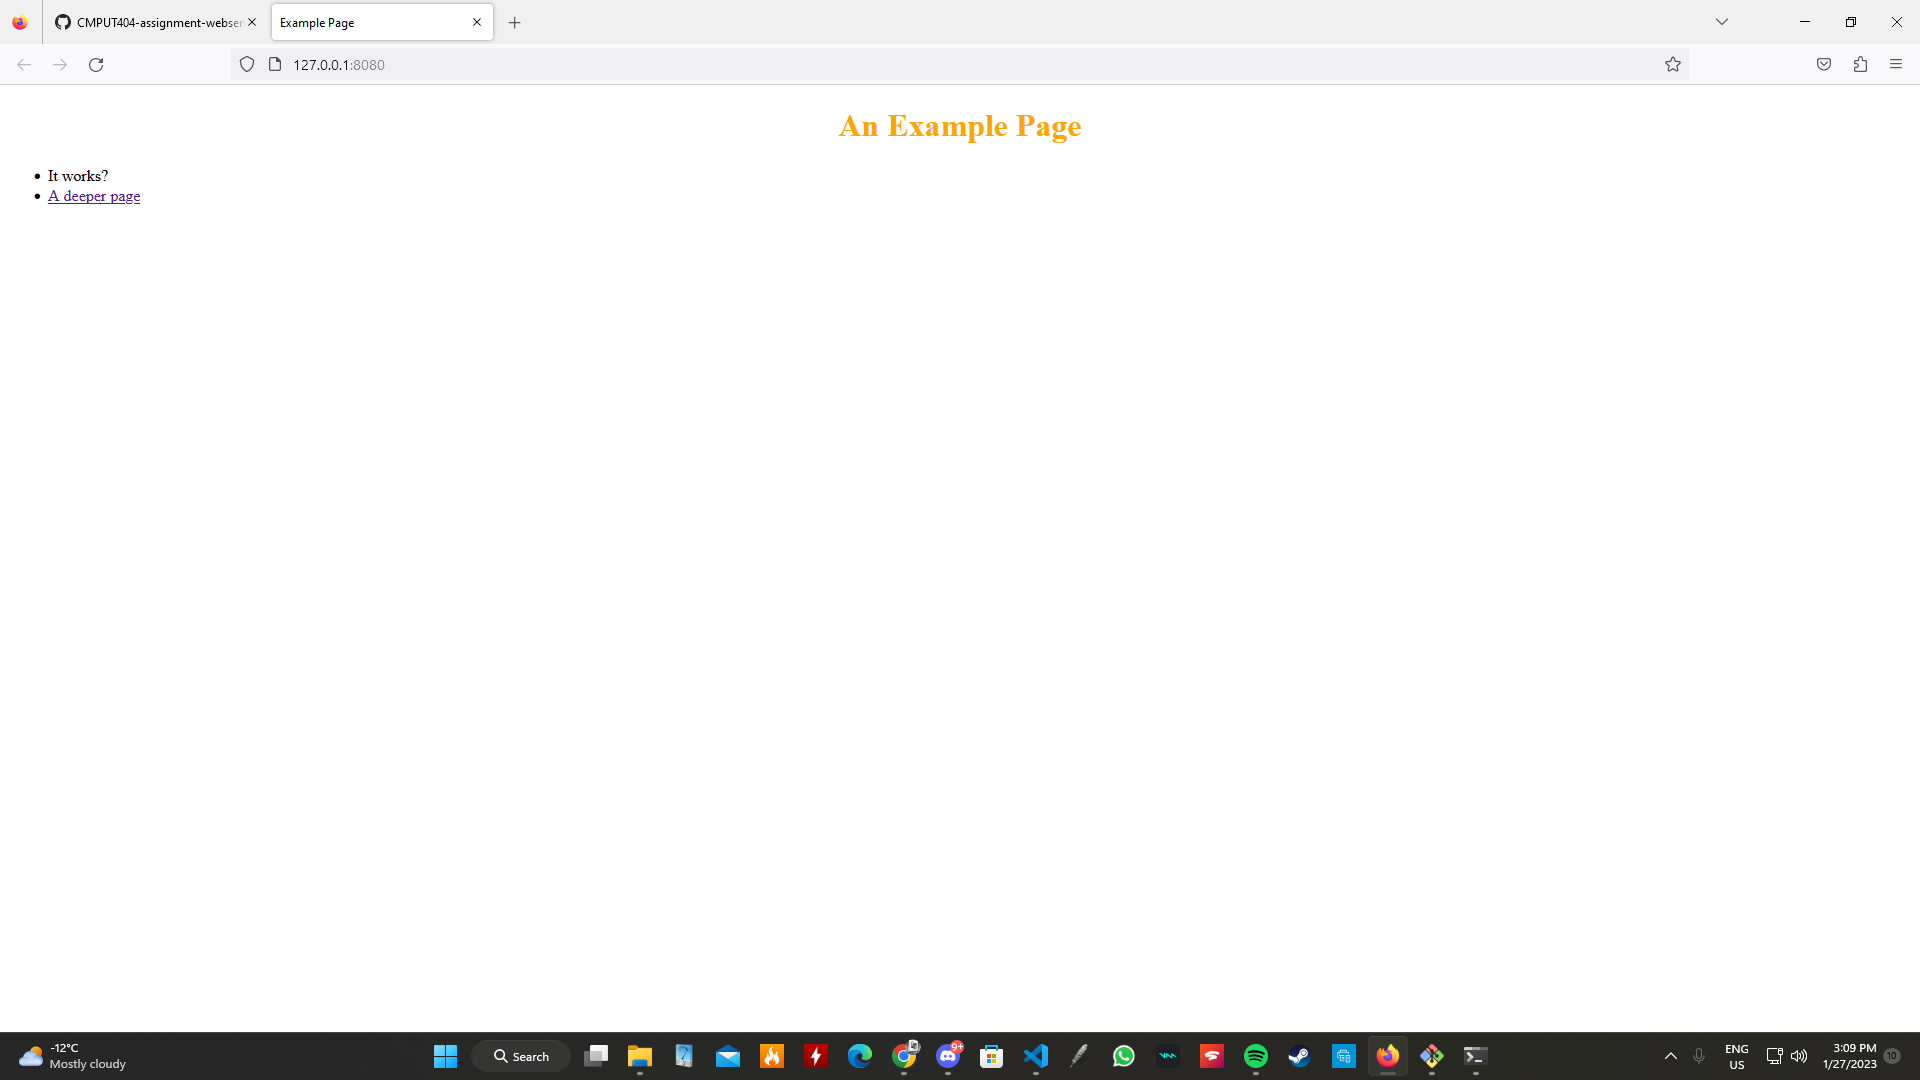 CMPUT404-assignment-webser
Example Page
127.0.0.1:8080
An Example Page
It works?
A deeper page
-12°C
Mostly cloudy
Search
9+
ENG
US
3:09 PM
1/27/2023
10